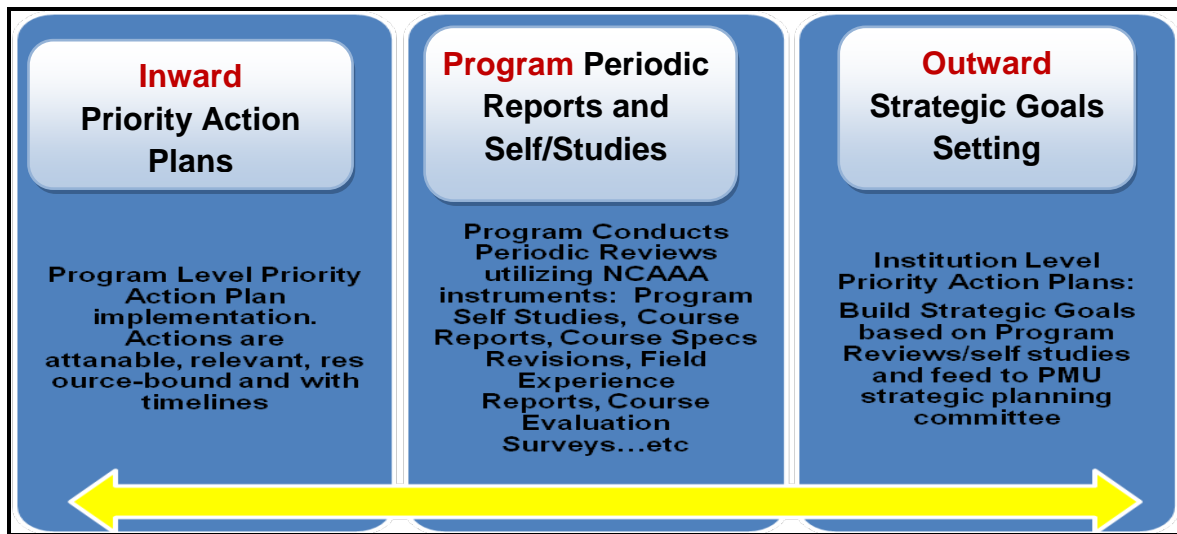 Inward
Priority Action
Plans
Program Level Priority
Action Plan
implementation.
Actions are
attanable, relevant, res
ource-bound and with
timelines
Program Periodic
Reports and
Self/Studies
Program Conducts
Periodic Reviews
utilizing NCAAA
instruments: Program
Self Studies, Course
Reports, Course Specs
Revisions, Field
Experience
Reports, Course
Evaluation
Surveys...etc
Outward
Strategic Goals
Setting
Institution Level
Priority Action Plans:
Build Strategic Goals
based on Program
Reviews/self studies
and feed to PMU
strategic planning
committee